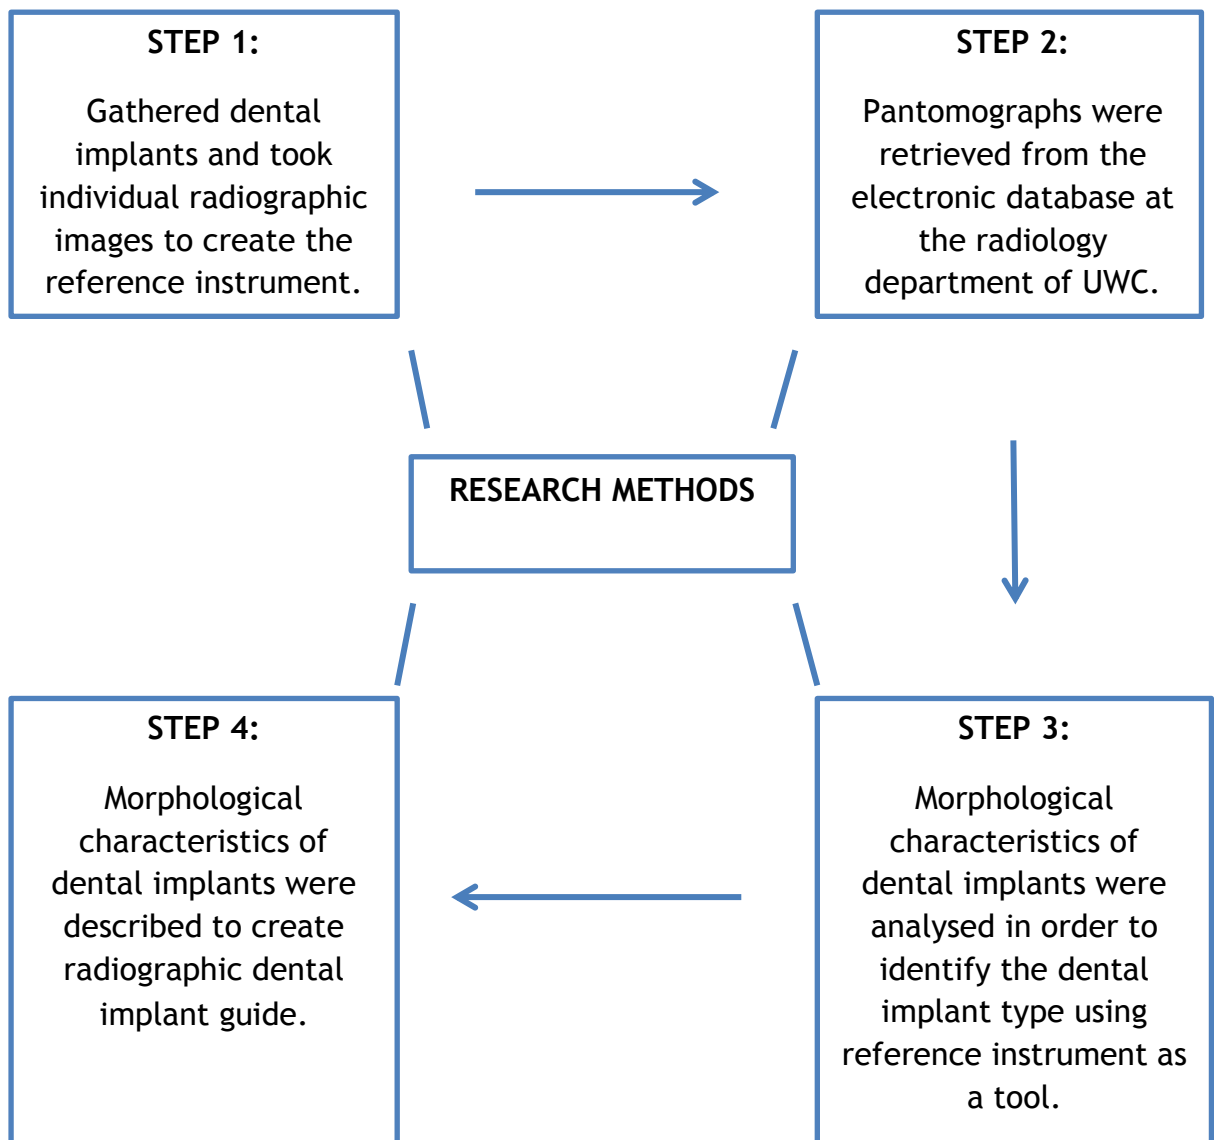 STEP 1:
Gathered dental
implants and took
individual radiographic
images to create the
reference instrument.
STEP 2:
Pantomographs were
retrieved from the
electronic database at
the radiology
department of UWC.
RESEARCH METHODS
STEP 3:
Morphological
characteristics of
dental implants were
analysed in order to
identify the dental
implant type using
reference instrument as
a tool.
STEP 4:
Morphological
characteristics of
dental implants were
described to create
radiographic dental
implant guide.